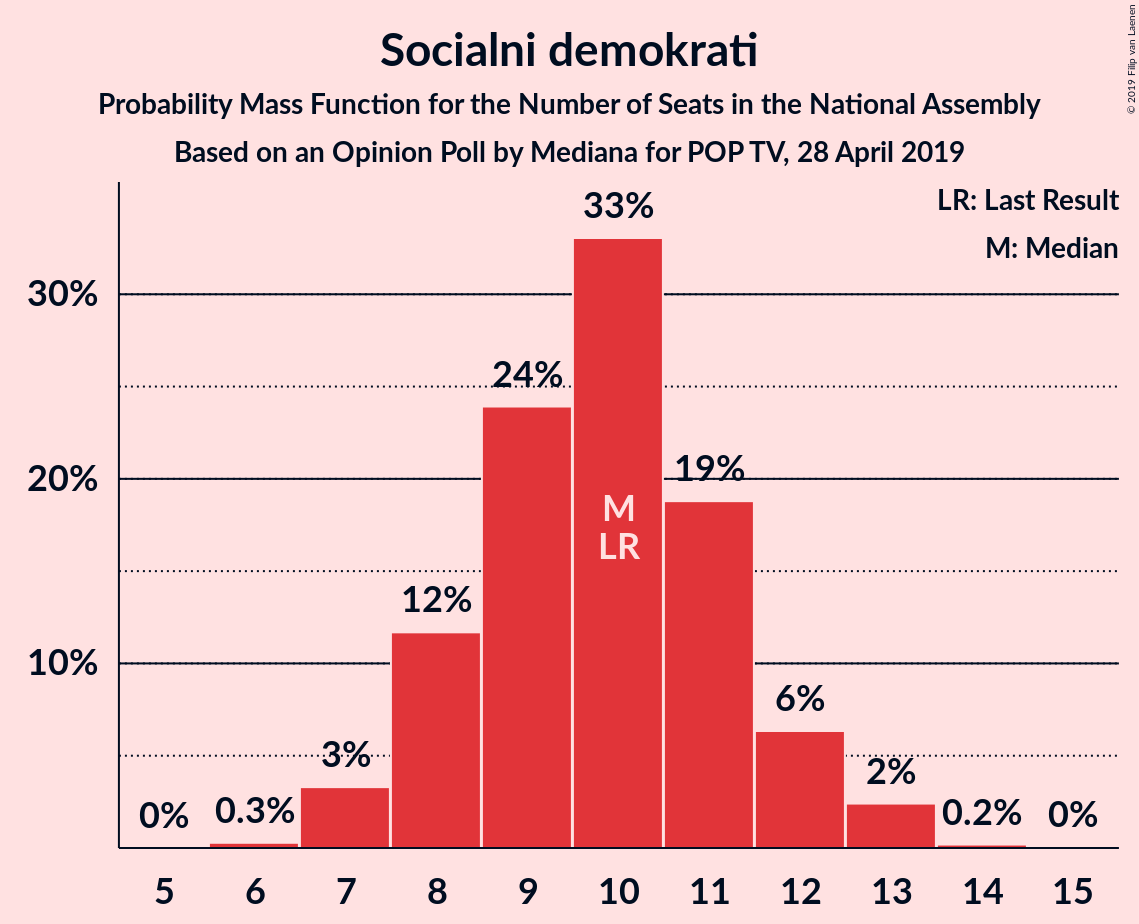 Socialni demokrati
Probability Mass Function for the Number of Seats in the National Assembly
Based on an Opinion Poll by Mediana for POP TV, 28 April 2019
© 2019 Filip van Laenen
LR: Last Result
M: Median
30%
20%
10%
0%
0.3%
3%
12%
24%
33%
19%
6%
2%
0.2%
0%
M
LR
5 6 7 8 9 10 11 12 13 14 15